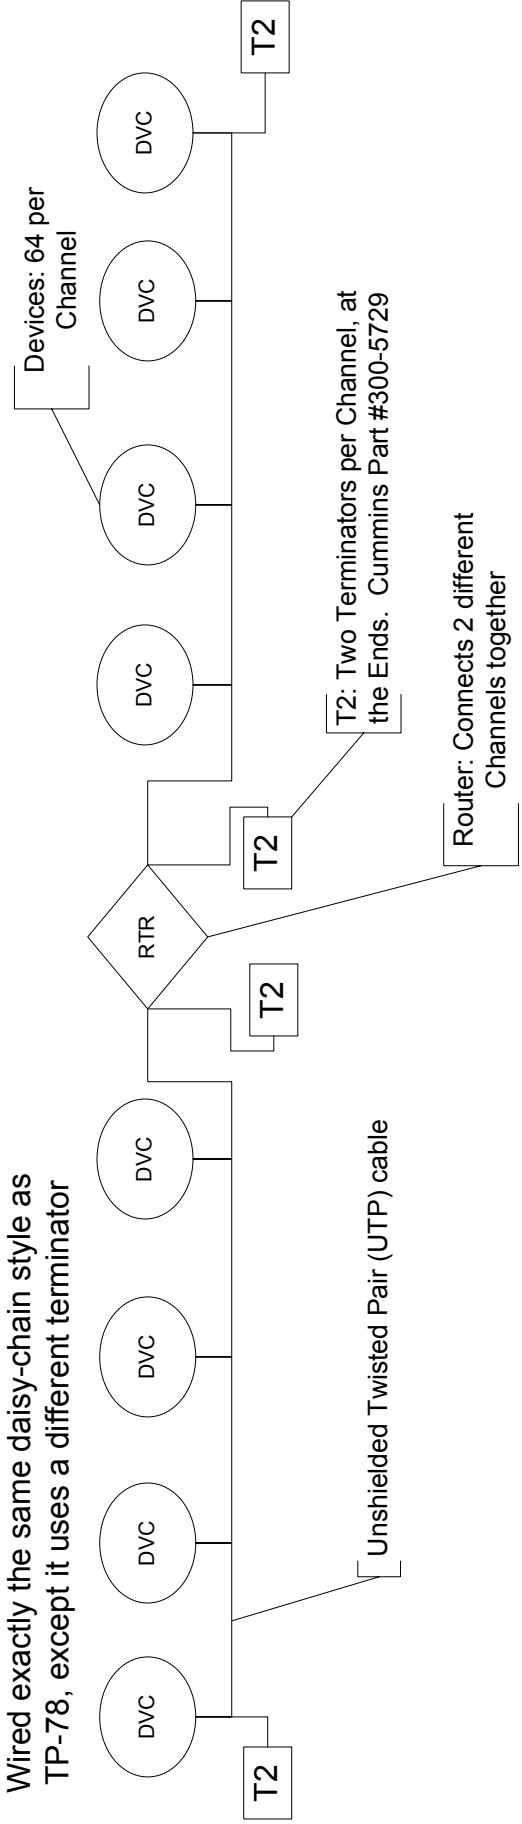 Wired exactly the same daisy-chain style as
TP-78, except it uses a different terminator
Devices: 64 per
Channel
DVC
DVC
DVC
DVC
RTR
DVC
DVC
DVC
DVC
T2
T2
T2
T2
Unshielded Twisted Pair (UTP) cable
T2: Two Terminators per Channel, at
the Ends. Cummins Part #300-5729
Router: Connects 2 different
Channels together